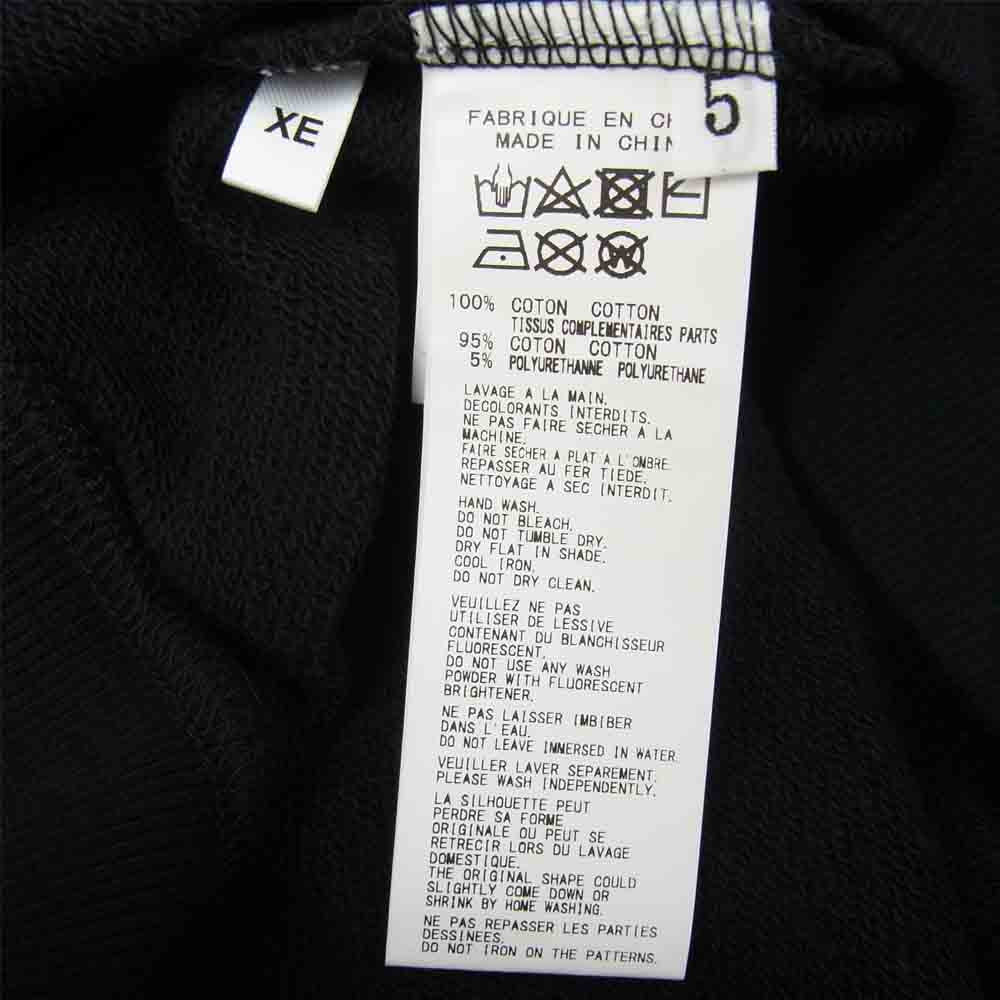 XE
5
FABRIQUE EN
MADE IN
100% COTON COTTON
TISSUS COMPLEMENTAIRES PARTS
95% COTON COTTON
5% POLYURETHANNE POLYURETHANE
LAVAGE A LA MAIN.
DECOLORANTS INTERDITS.
NE PAS FAIRE SECHER A LA
MACHINE.
FAIRE SECHER A PLAT A L'OMBRE.
REPASSER AU FER TIEDE.
NETTOYAGE A SEC INTERDIT.
HAND WASH.
DO NOT BLEACH.
DO NOT TUMBLE DRY.
DRY FLAT IN SHADE.
COOL IRON.
DO NOT DRY CLEAN.
VEUILLEZ NE PAS
UTILISER DE LESSIVE
CONTENANT DU BLANCHISSEUR
FLUORESCENT.
DO NOT USE ANY WASH
POWDER WITH FLUORESCENT
BRIGHTENER.
NE PAS LAISSER IMBIBER
DANS L'EAU.
DO NOT LEAVE IMMERSED IN WATER.
VEUILLER LAVER SEPAREMENT.
PLEASE WASH INDEPENDENTLY.
LA SILHOUETTE PEUT
PERDRE SA FORME
ORIGINALE OU PEUT SE
RETRECIR LORS DU LAVAGE
DOMESTIQUE.
THE ORIGINAL SHAPE COULD
SLIGHTLY COME DOWN OR
SHRINK BY HOME WASHING.
NE PAS REPASSER LES PARTIES
DESSINEES.
DO NOT IRON ON THE PATTERNS.